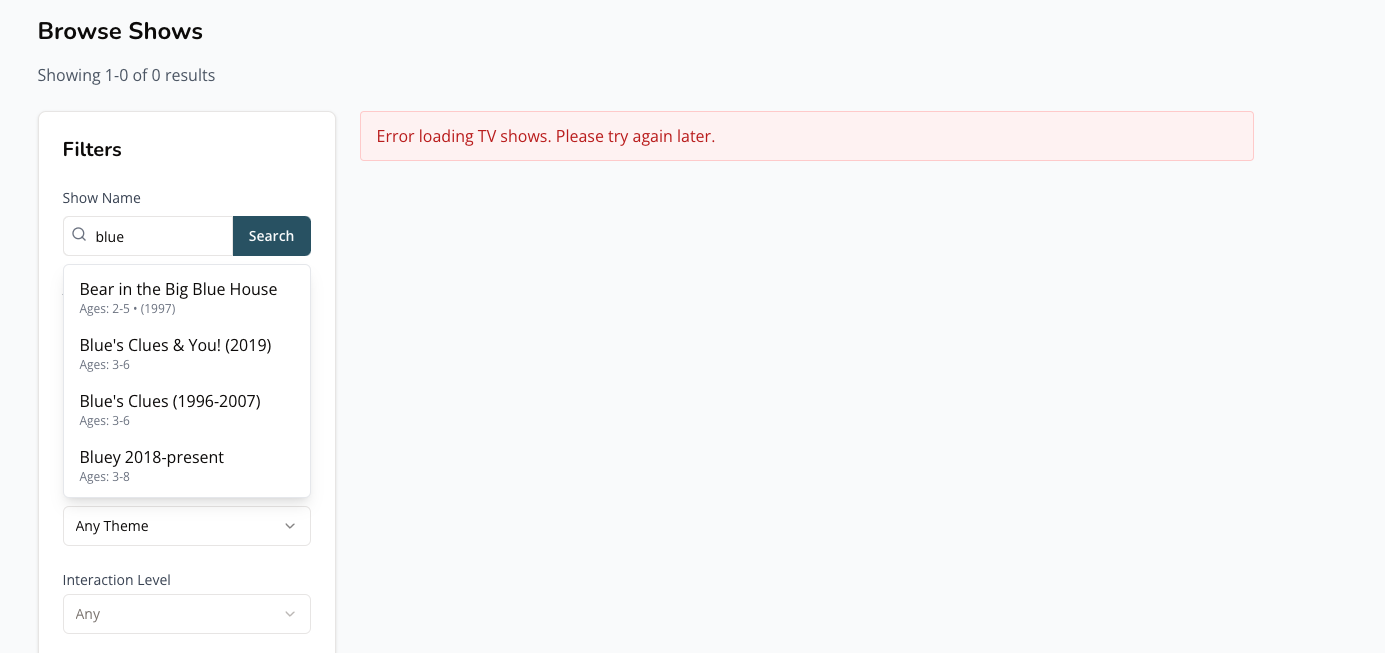 Browse Shows
Showing 1-0 of 0 results
Filters
Error loading TV shows. Please try again later.
Show Name
blue
Search
Bear in the Big Blue House
Ages: 2-5 • (1997)
Blue's Clues & You! (2019)
Ages: 3-6
Blue's Clues (1996-2007)
Ages: 3-6
Bluey 2018-present
Ages: 3-8
Any Theme
Interaction Level
Any